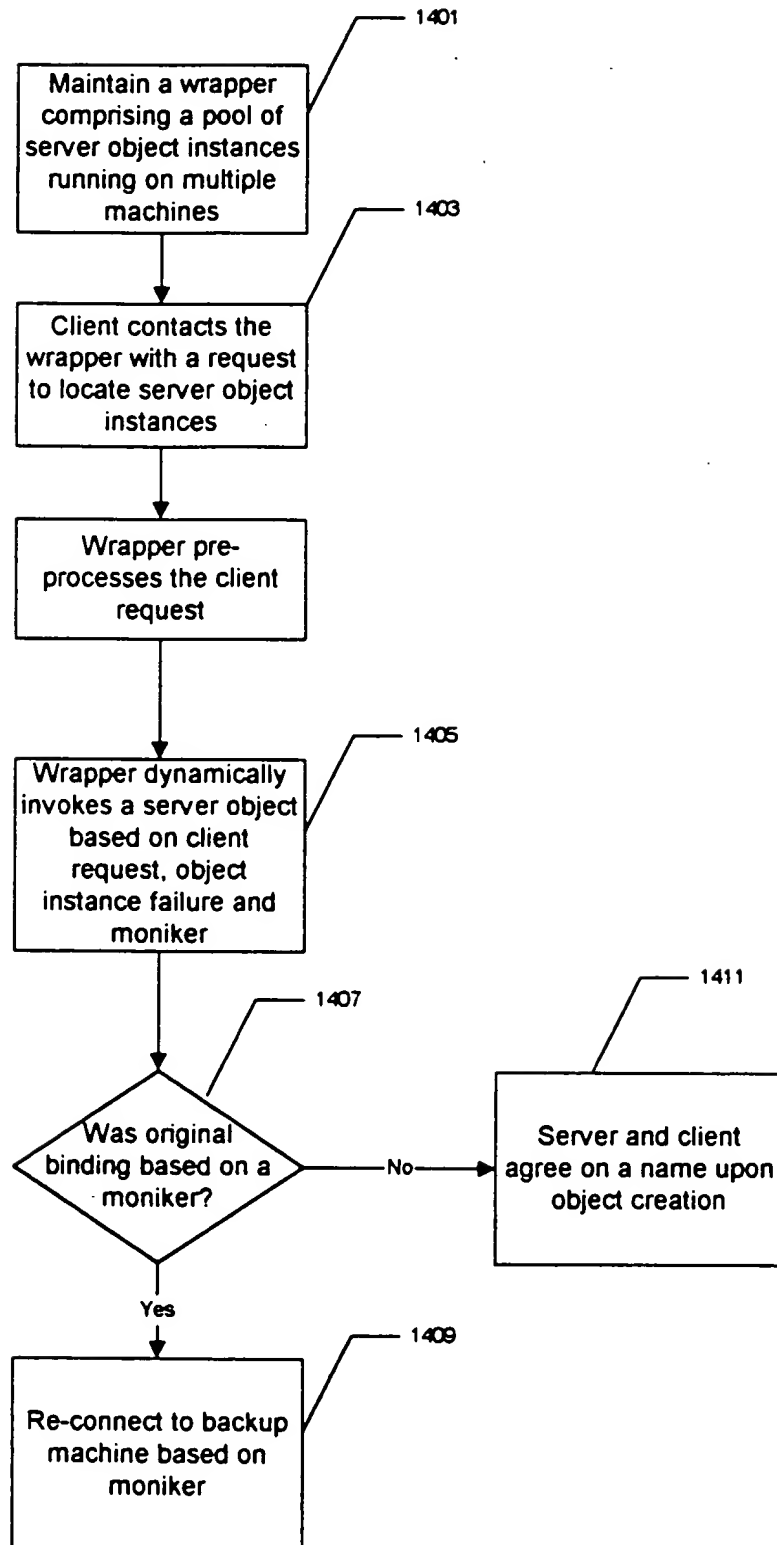 1401
Maintain a wrapper
comprising a pool of
server object instances
running on multiple
machines
1403
Client contacts the
wrapper with a request
to locate server object
instances
Wrapper pre-
processes the client
request
1405
Wrapper dynamically
invokes a server object
based on client
request, object
instance failure and
moniker
1407
1411
Was original
binding based on a
moniker?
No
Server and client
agree on a name upon
object creation
Yes
1409
Re-connect to backup
machine based on
moniker